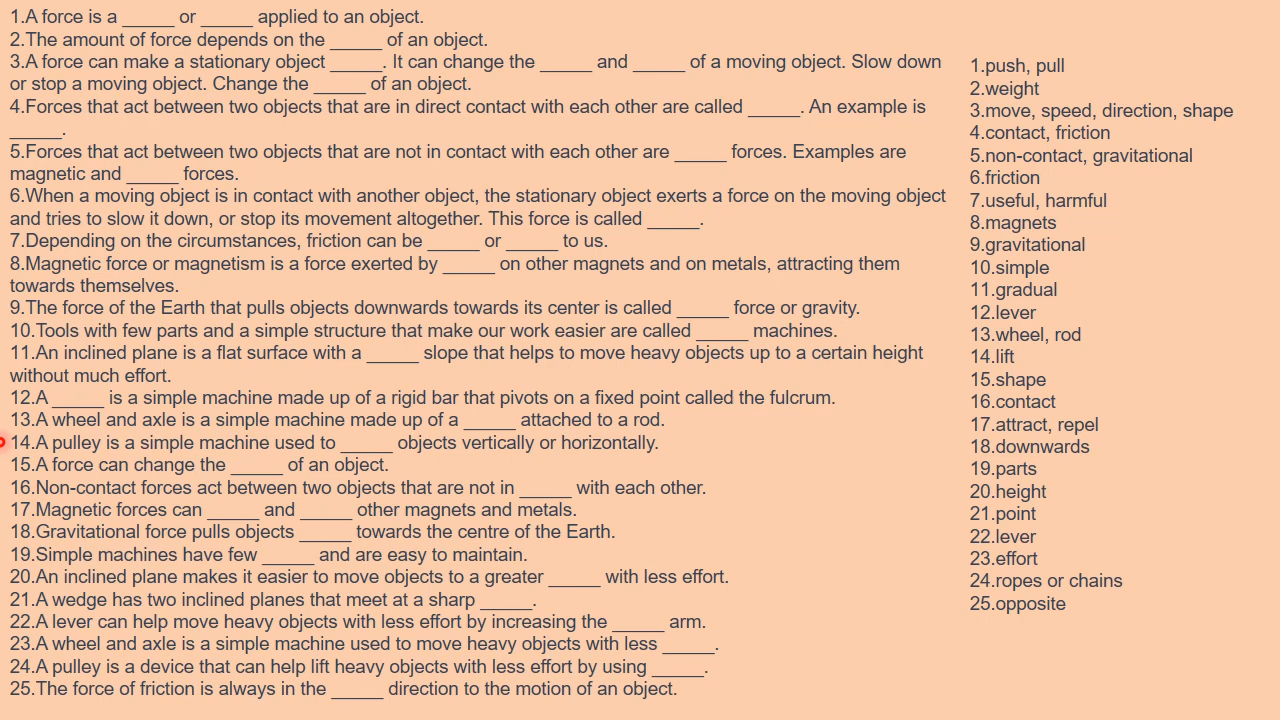 1.A force is a _____ or _____ applied to an object.
2.The amount of force depends on the _____ of an object.
3.A force can make a stationary object _____. It can change the _____ and _____ of a moving object. Slow down
or stop a moving object. Change the _____ of an object.
4.Forces that act between two objects that are in direct contact with each other are called _____. An example is
_____.
5.Forces that act between two objects that are not in contact with each other are _____ forces. Examples are
magnetic and _____ forces.
6.When a moving object is in contact with another object, the stationary object exerts a force on the moving object
and tries to slow it down, or stop its movement altogether. This force is called _____.
7.Depending on the circumstances, friction can be _____ or _____ to us.
8.Magnetic force or magnetism is a force exerted by _____ on other magnets and on metals, attracting them
towards themselves.
9.The force of the Earth that pulls objects downwards towards its center is called _____ force or gravity.
10.Tools with few parts and a simple structure that make our work easier are called _____ machines.
11.An inclined plane is a flat surface with a _____ slope that helps to move heavy objects up to a certain height
without much effort.
12.A _____ is a simple machine made up of a rigid bar that pivots on a fixed point called the fulcrum.
13.A wheel and axle is a simple machine made up of a _____ attached to a rod.
14.A pulley is a simple machine used to _____ objects vertically or horizontally.
15.A force can change the _____ of an object.
16.Non-contact forces act between two objects that are not in _____ with each other.
17.Magnetic forces can _____ and _____ other magnets and metals.
18.Gravitational force pulls objects _____ towards the centre of the Earth.
19.Simple machines have few _____ and are easy to maintain.
20.An inclined plane makes it easier to move objects to a greater _____ with less effort.
21.A wedge has two inclined planes that meet at a sharp _____.
22.A lever can help move heavy objects with less effort by increasing the _____ arm.
23.A wheel and axle is a simple machine used to move heavy objects with less _____.
24.A pulley is a device that can help lift heavy objects with less effort by using _____.
25.The force of friction is always in the _____ direction to the motion of an object.
1.push, pull
2.weight
3.move, speed, direction, shape
4.contact, friction
5.non-contact, gravitational
6.friction
7.useful, harmful
8.magnets
9.gravitational
10.simple
11.gradual
12.lever
13.wheel, rod
14.lift
15.shape
16.contact
17.attract, repel
18.downwards
19.parts
20.height
21.point
22.lever
23.effort
24.ropes or chains
25.opposite